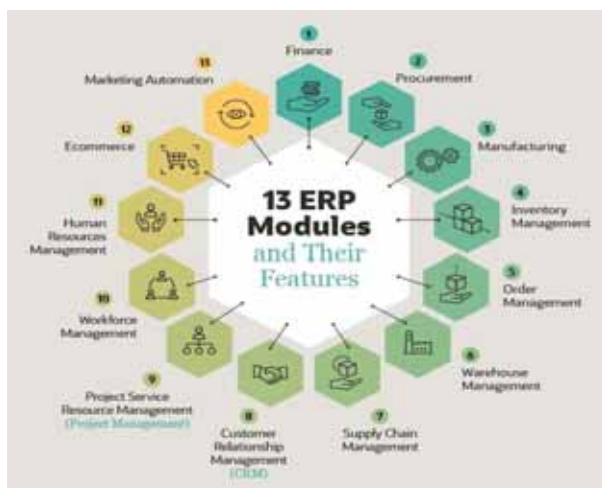 13 ERP
Modules
and Their
Features
1
Finance
2
Procurement
3
Manufacturing
4
Inventory
Management
5
Order
Management
6
Warehouse
Management
7
Supply Chain
Management
8
Customer
Relationship
Management
(CRM)
9
Project Service
Resource Management
(Project Management)
10
Workforce
Management
11
Human
Resources
Management
12
Ecommerce
13
Marketing Automation